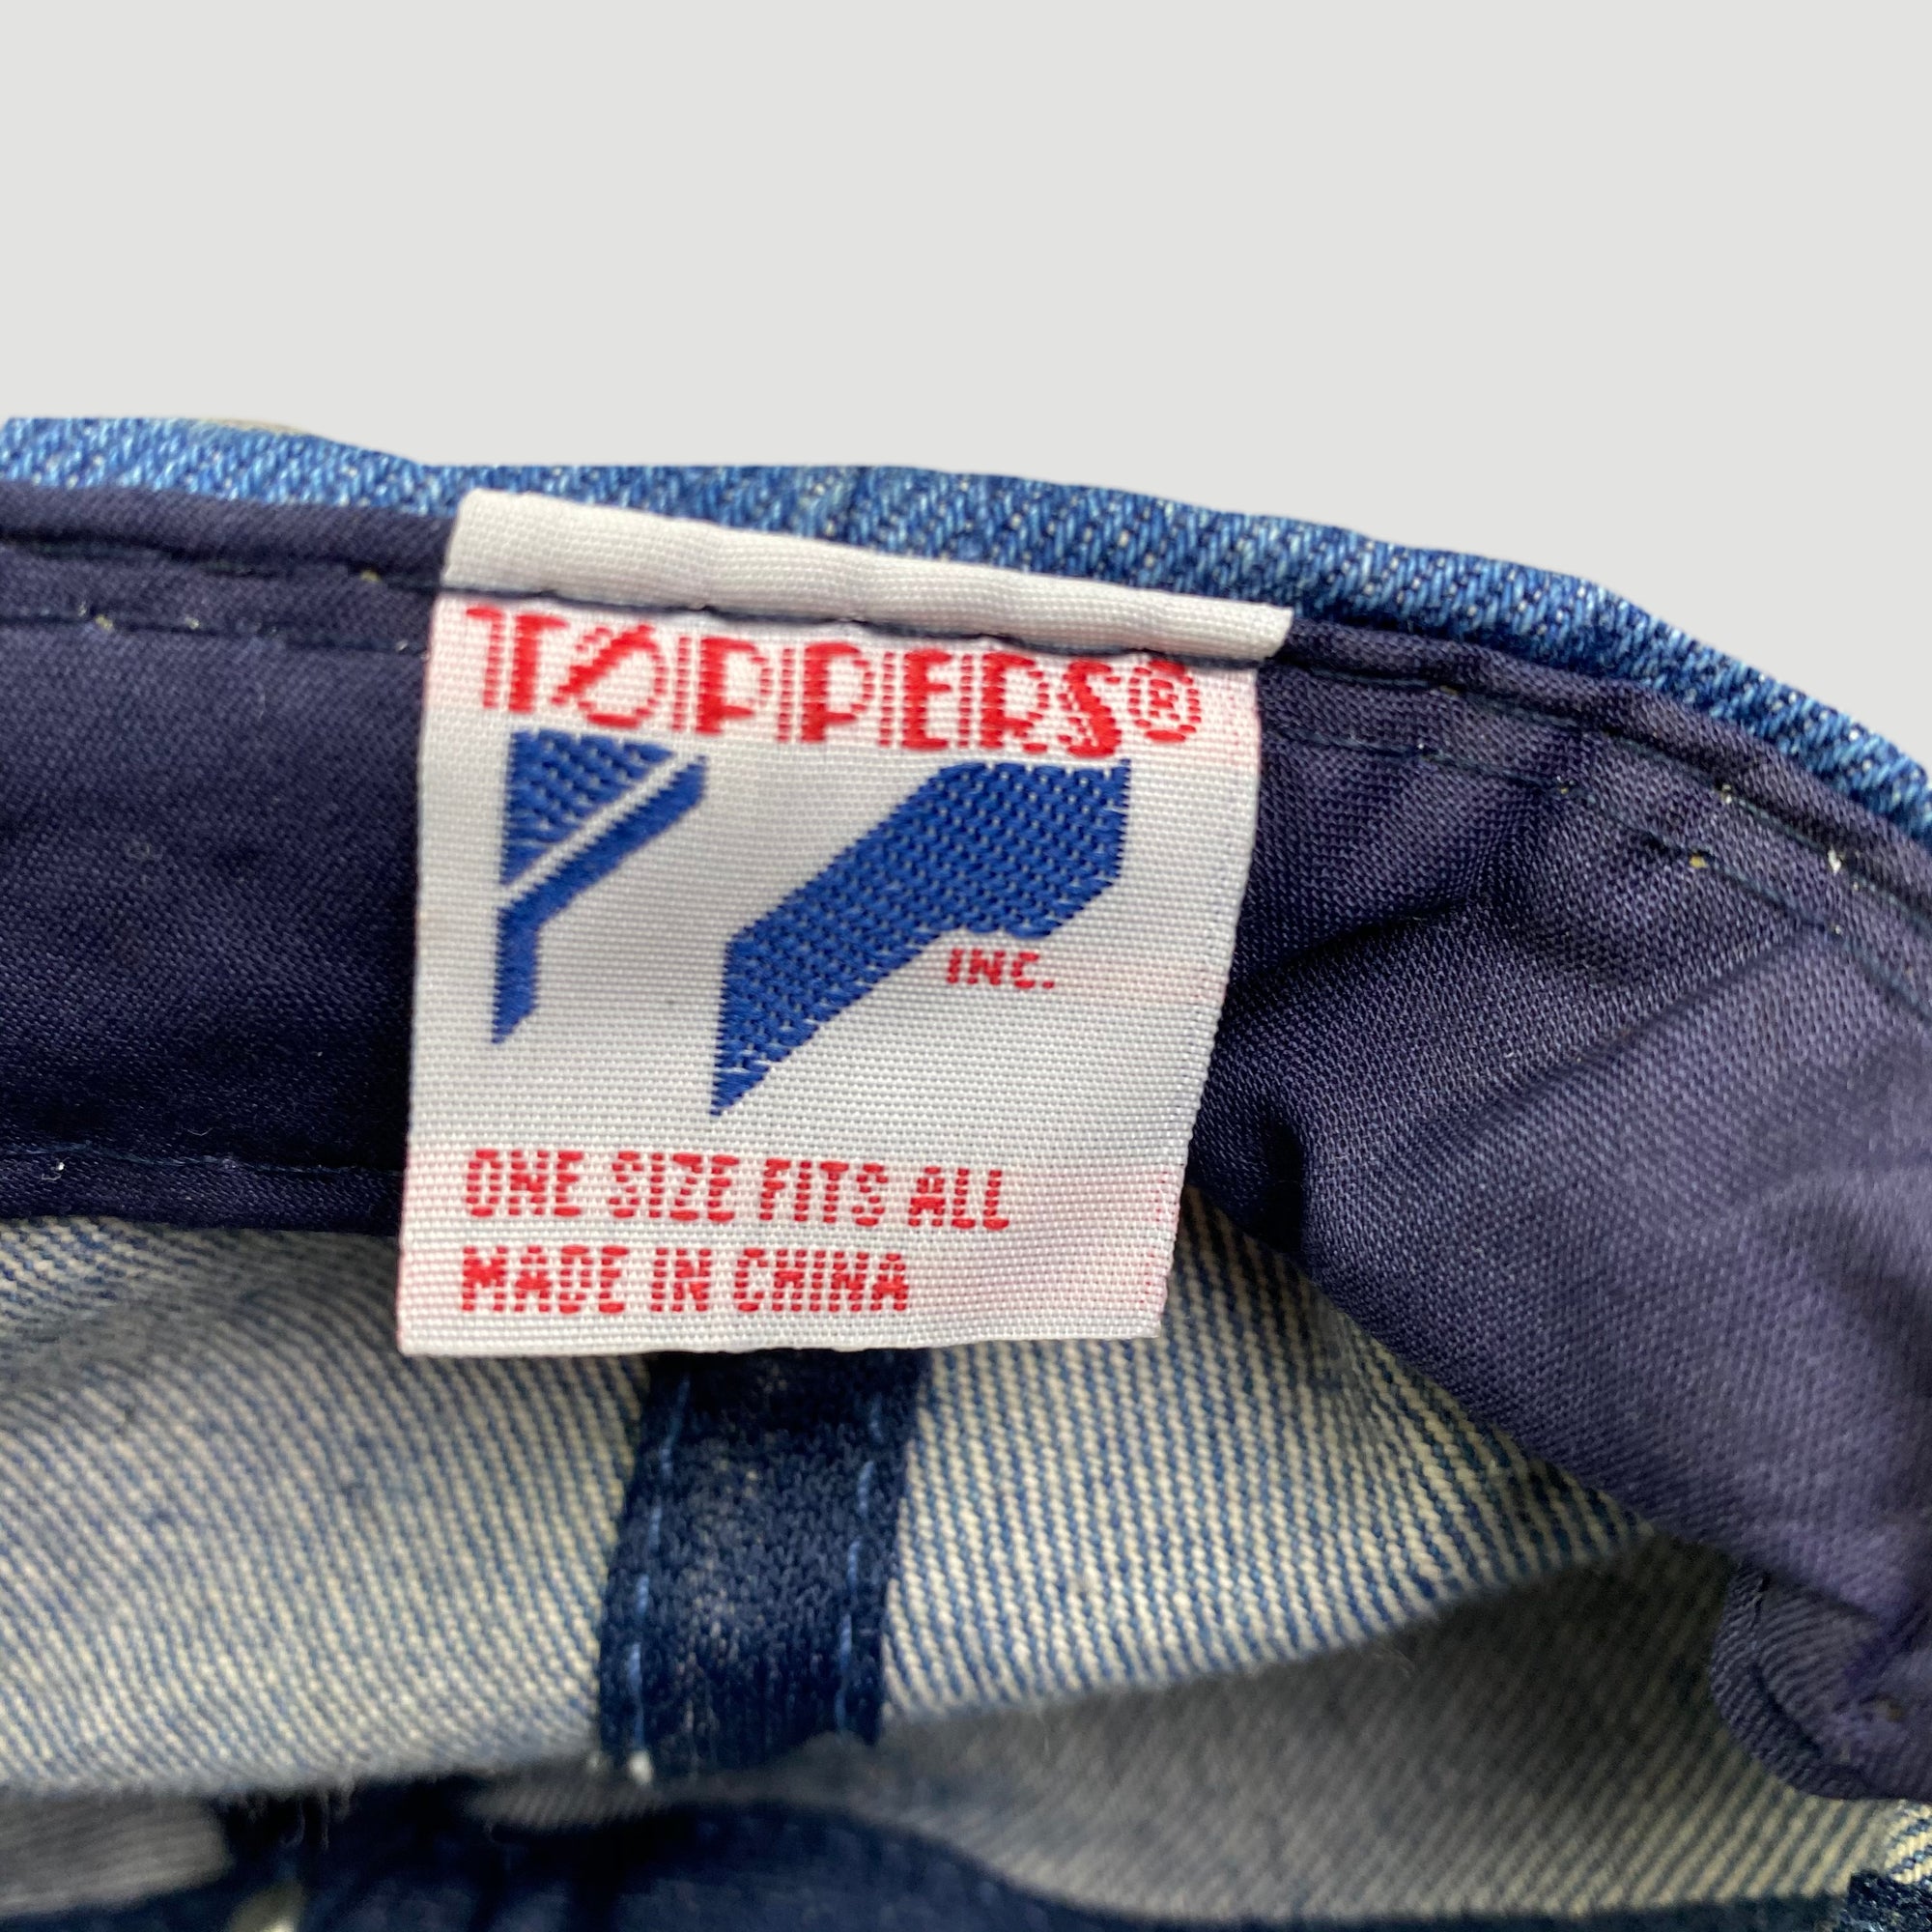 TOPPERS®
INC.
ONE SIZE FITS ALL
MADE IN CHINA